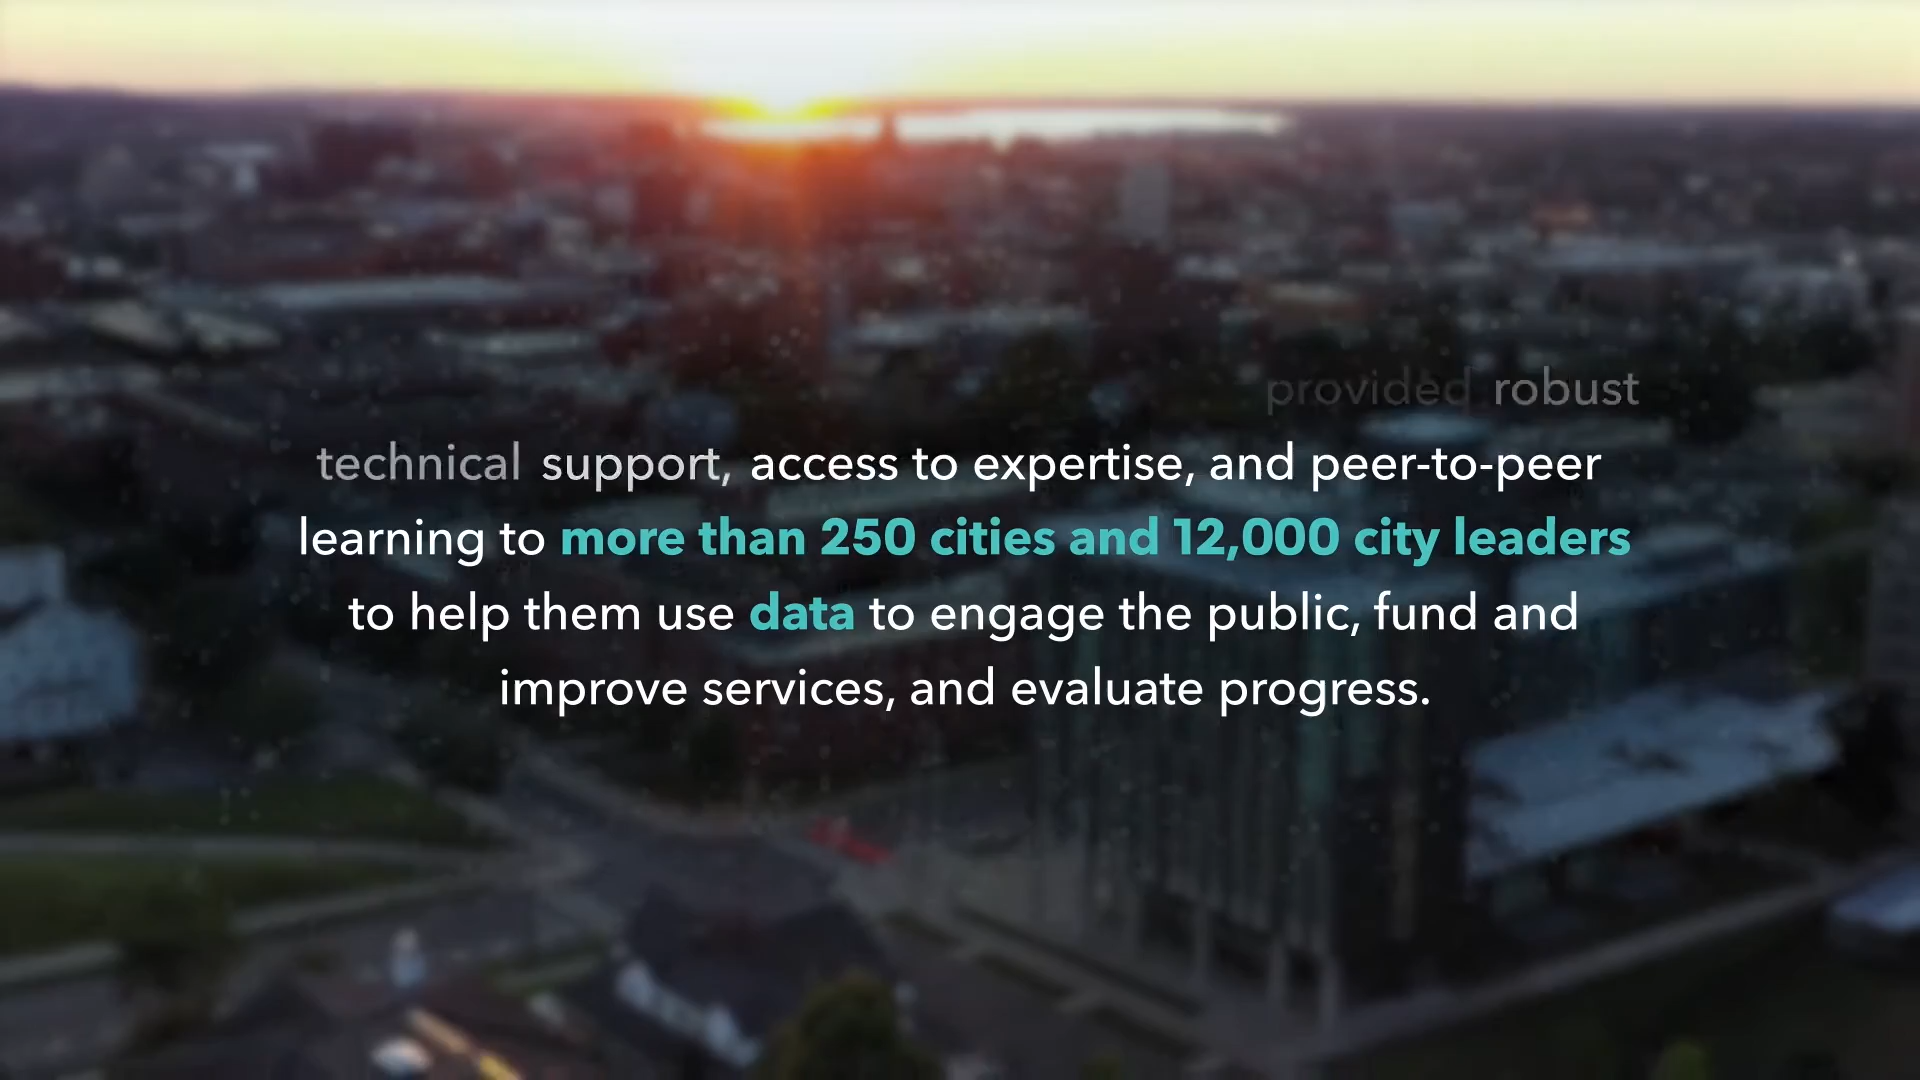 provided robust
technical support, access to expertise, and peer-to-peer
learning to more than 250 cities and 12,000 city leaders
to help them use data to engage the public, fund and
improve services, and evaluate progress.